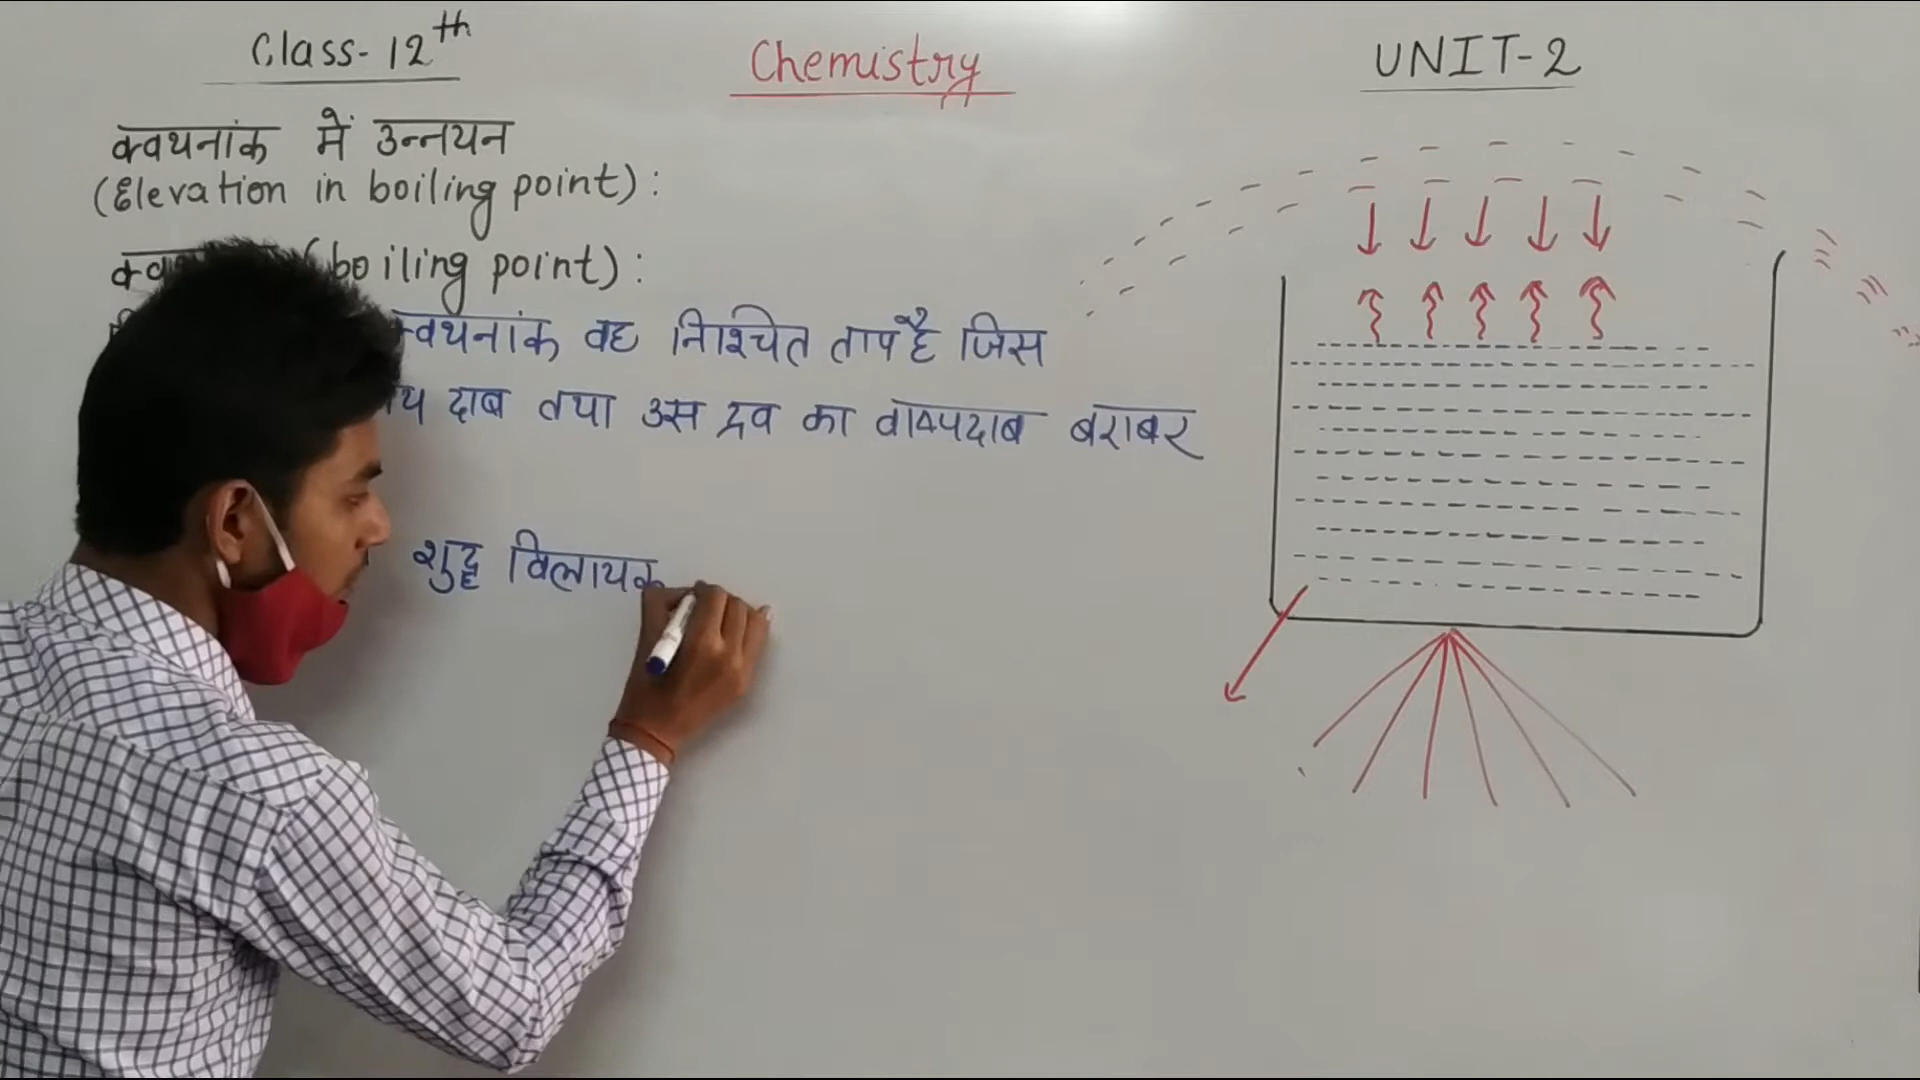 Class-12th
Chemistry
UNIT-2
क्वथनांक में उन्नयन
(Elevation in boiling point):
(boiling point):
क्वथनांक वह निश्चित ताप है जिस
दाब तथा उस द्रव का वाष्पदाब बराबर
शुद्ध विलायक